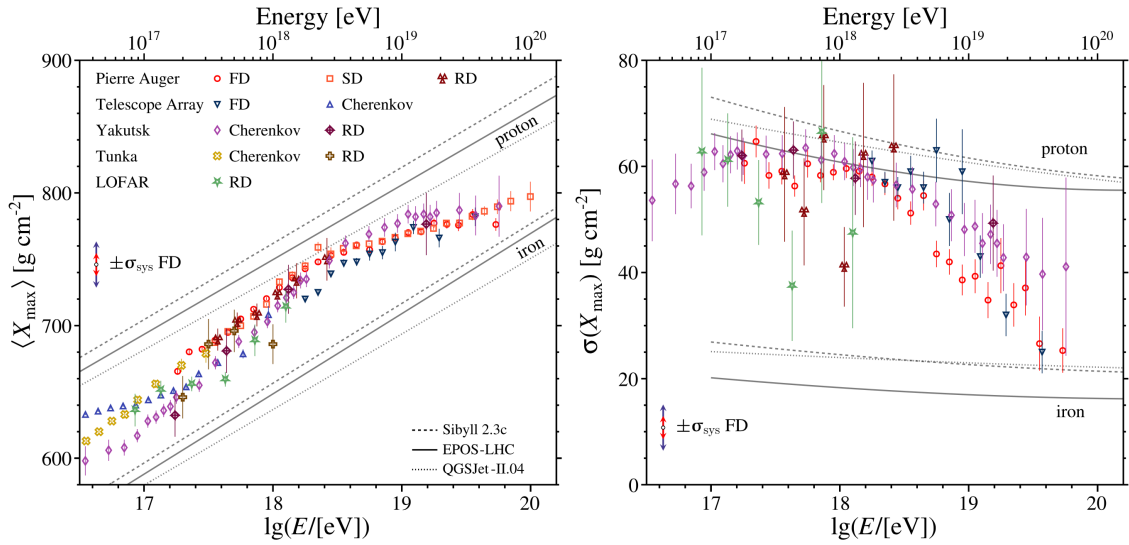 Energy [eV]
10^17 10^18 10^19 10^20
900
800
700
600
⟨X_max⟩ [g cm^-2]
Pierre Auger FD SD RD
Telescope Array FD Cherenkov
Yakutsk Cherenkov RD
Tunka Cherenkov RD
LOFAR RD
proton
iron
±σ_sys FD
Sibyll 2.3c
EPOS-LHC
QGSJet-II.04
17 18 19 20
lg(E/[eV])
Energy [eV]
10^17 10^18 10^19 10^20
80
60
40
20
0
σ(X_max) [g cm^-2]
proton
iron
±σ_sys FD
17 18 19 20
lg(E/[eV])